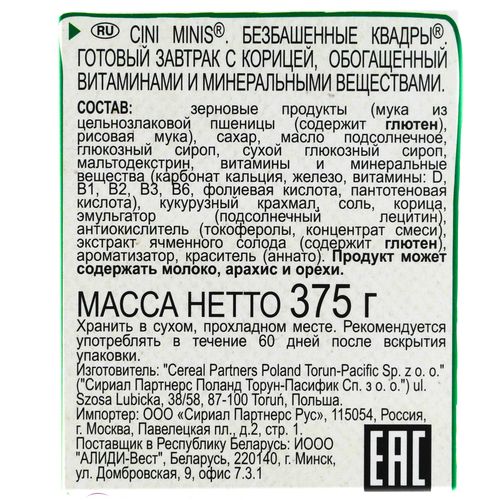 RU CINI MINIS®. БЕЗБАШЕННЫЕ КВАДРЫ®.
ГОТОВЫЙ ЗАВТРАК С КОРИЦЕЙ, ОБОГАЩЕННЫЙ
ВИТАМИНАМИ И МИНЕРАЛЬНЫМИ ВЕЩЕСТВАМИ.
СОСТАВ: зерновые продукты (мука из
цельнозлаковой пшеницы (содержит глютен),
рисовая мука), сахар, масло подсолнечное,
глюкозный сироп, сухой глюкозный сироп,
мальтодекстрин, витамины и минеральные
вещества (карбонат кальция, железо, витамины: D,
B1, B2, B3, B6, фолиевая кислота, пантотеновая
кислота), кукурузный крахмал, соль, корица,
эмульгатор (подсолнечный лецитин),
антиокислитель (токоферолы, концентрат смеси),
экстракт ячменного солода (содержит глютен),
ароматизатор, краситель (аннато). Продукт может
содержать молоко, арахис и орехи.
МАССА НЕТТО 375 г
Хранить в сухом, прохладном месте. Рекомендуется
употреблять в течение 60 дней после вскрытия
упаковки.
Изготовитель: "Cereal Partners Poland Torun-Pacific Sp. z o. o."
("Сириал Партнерс Поланд Торун-Пасифик Сп. з о. о.") ul.
Szosa Lubicka, 38/58, 87-100 Toruń, Польша.
Импортер: ООО «Сириал Партнерс Рус», 115054, Россия,
г. Москва, Павелецкая пл., д.2, стр. 1.
Поставщик в Республику Беларусь: ИООО
"АЛИДИ-Вест", Беларусь, 220140, г. Минск,
ул. Домбровская, 9, офис 7.3.1
EAC